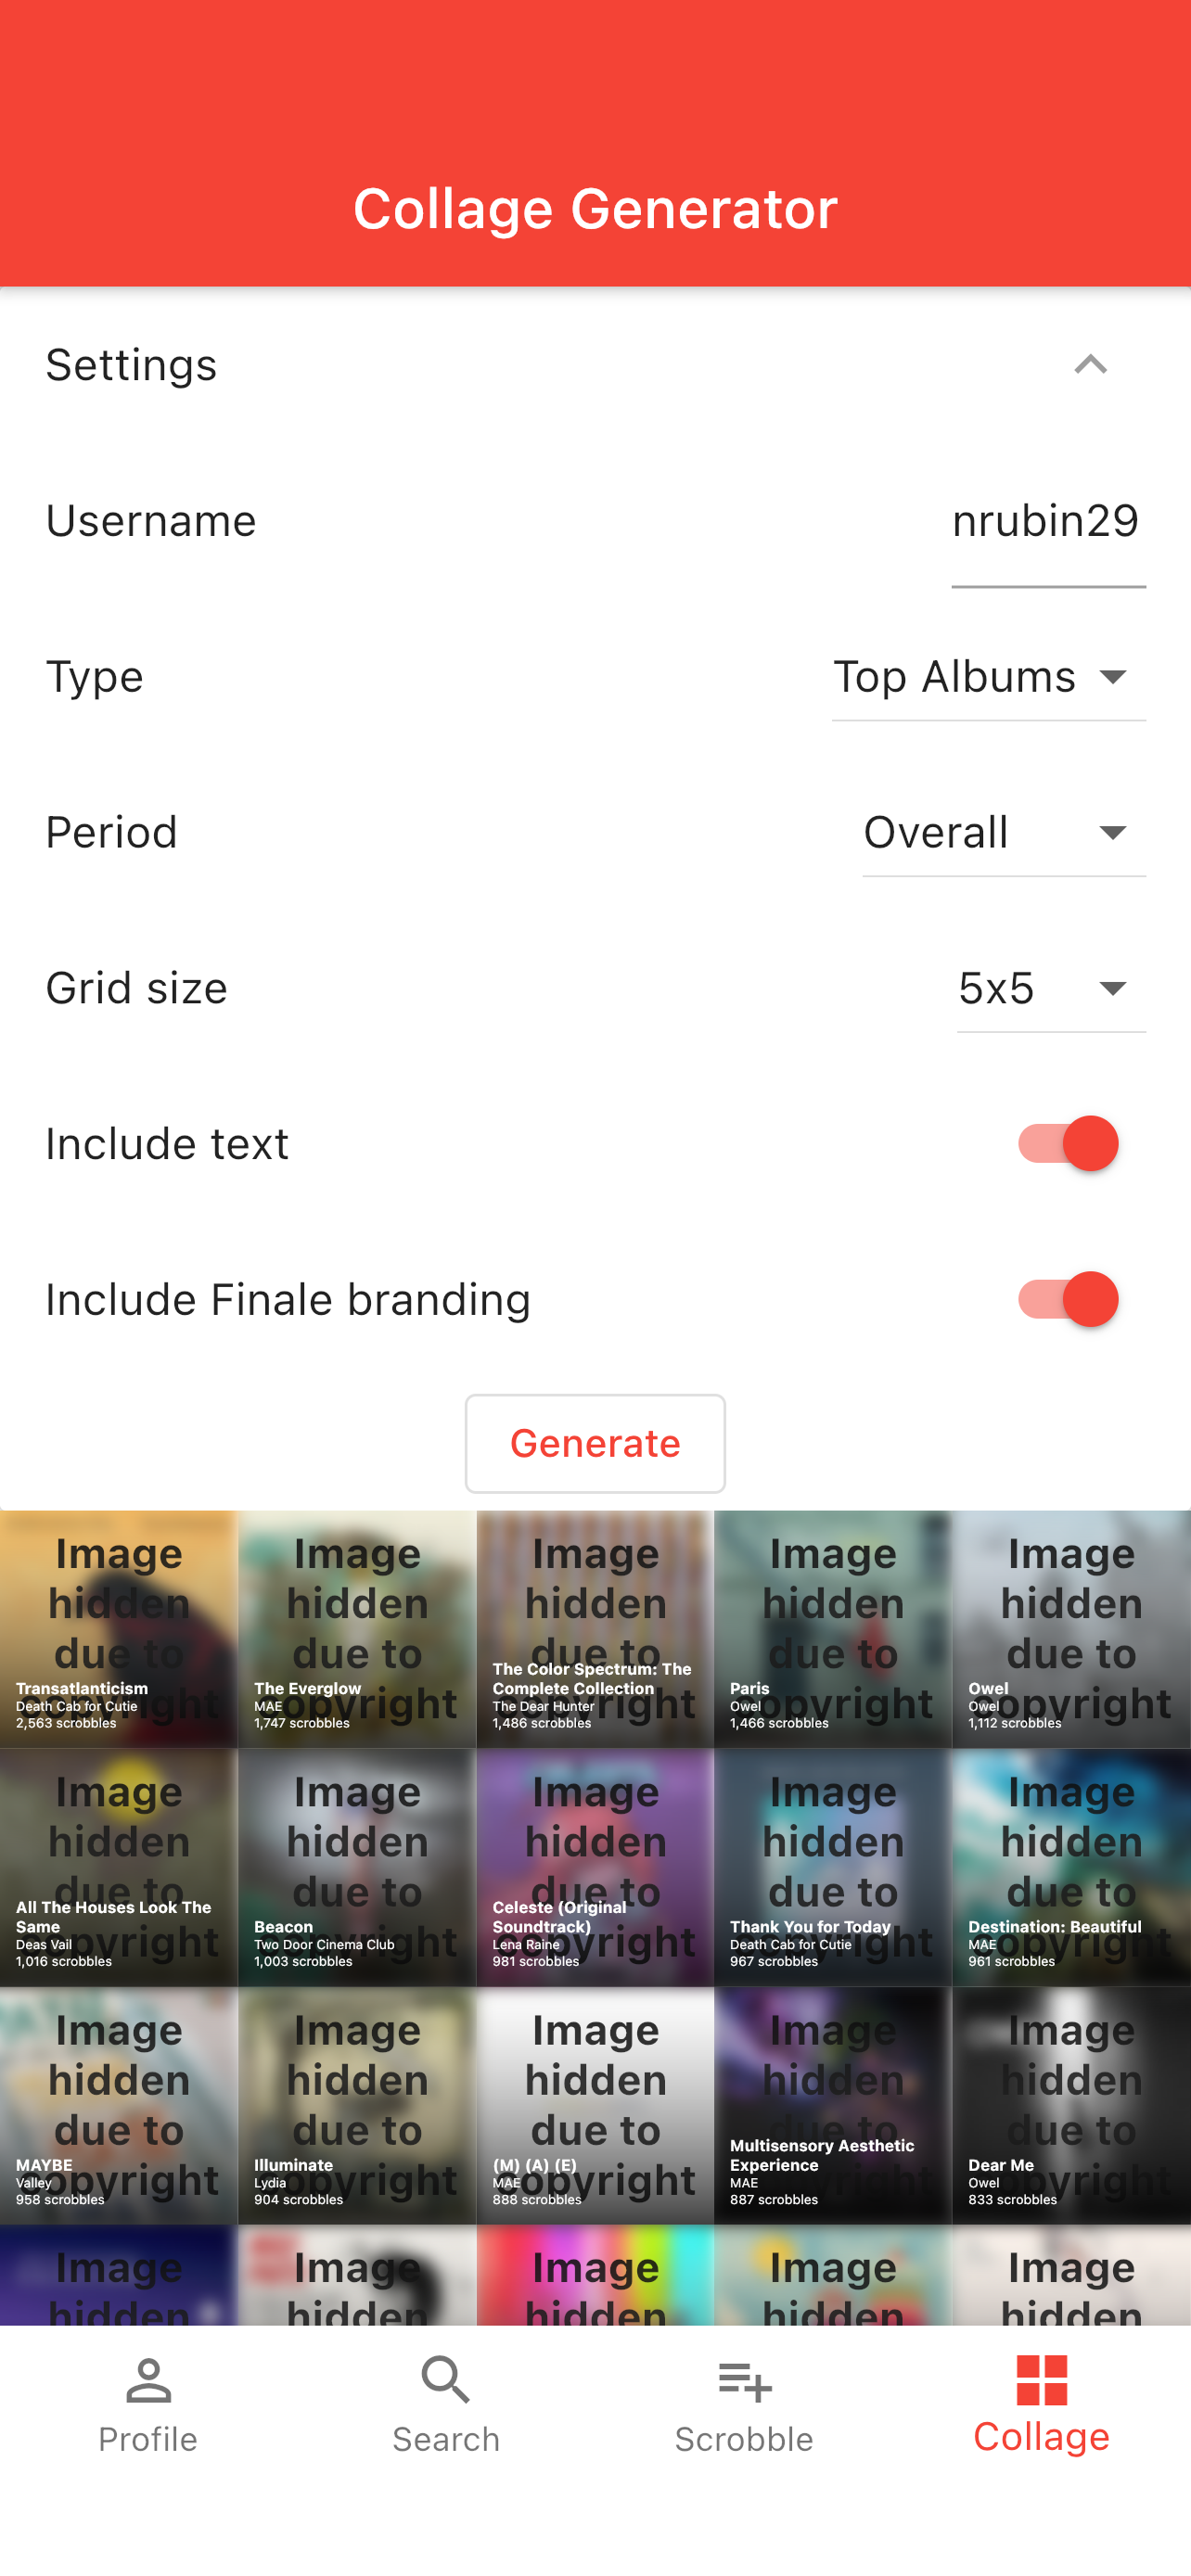 Collage Generator
Settings
Username
nrubin29
Type
Top Albums
Period
Overall
Grid size
5x5
Include text
Include Finale branding
Generate
Image
hidden
due to
copyright
Transatlanticism
Death Cab for Cutie
2,563 scrobbles
Image
hidden
due to
copyright
The Everglow
MAE
1,747 scrobbles
Image
hidden
due to
copyright
The Color Spectrum: The
Complete Collection
The Dear Hunter
1,486 scrobbles
Image
hidden
due to
copyright
Paris
Owel
1,466 scrobbles
Image
hidden
due to
copyright
Owel
Owel
1,112 scrobbles
Image
hidden
due to
copyright
All The Houses Look The
Same
Deas Vail
1,016 scrobbles
Image
hidden
due to
copyright
Beacon
Two Door Cinema Club
1,003 scrobbles
Image
hidden
due to
copyright
Celeste (Original
Soundtrack)
Lena Raine
981 scrobbles
Image
hidden
due to
copyright
Thank You for Today
Death Cab for Cutie
967 scrobbles
Image
hidden
due to
copyright
Destination: Beautiful
MAE
961 scrobbles
Image
hidden
due to
copyright
MAYBE
Valley
958 scrobbles
Image
hidden
due to
copyright
Illuminate
Lydia
904 scrobbles
Image
hidden
due to
copyright
(M) (A) (E)
MAE
888 scrobbles
Image
hidden
due to
copyright
Multisensory Aesthetic
Experience
MAE
887 scrobbles
Image
hidden
due to
copyright
Dear Me
Owel
833 scrobbles
Image
hidden
Image
hidden
Image
hidden
Image
hidden
Image
hidden
Profile
Search
Scrobble
Collage